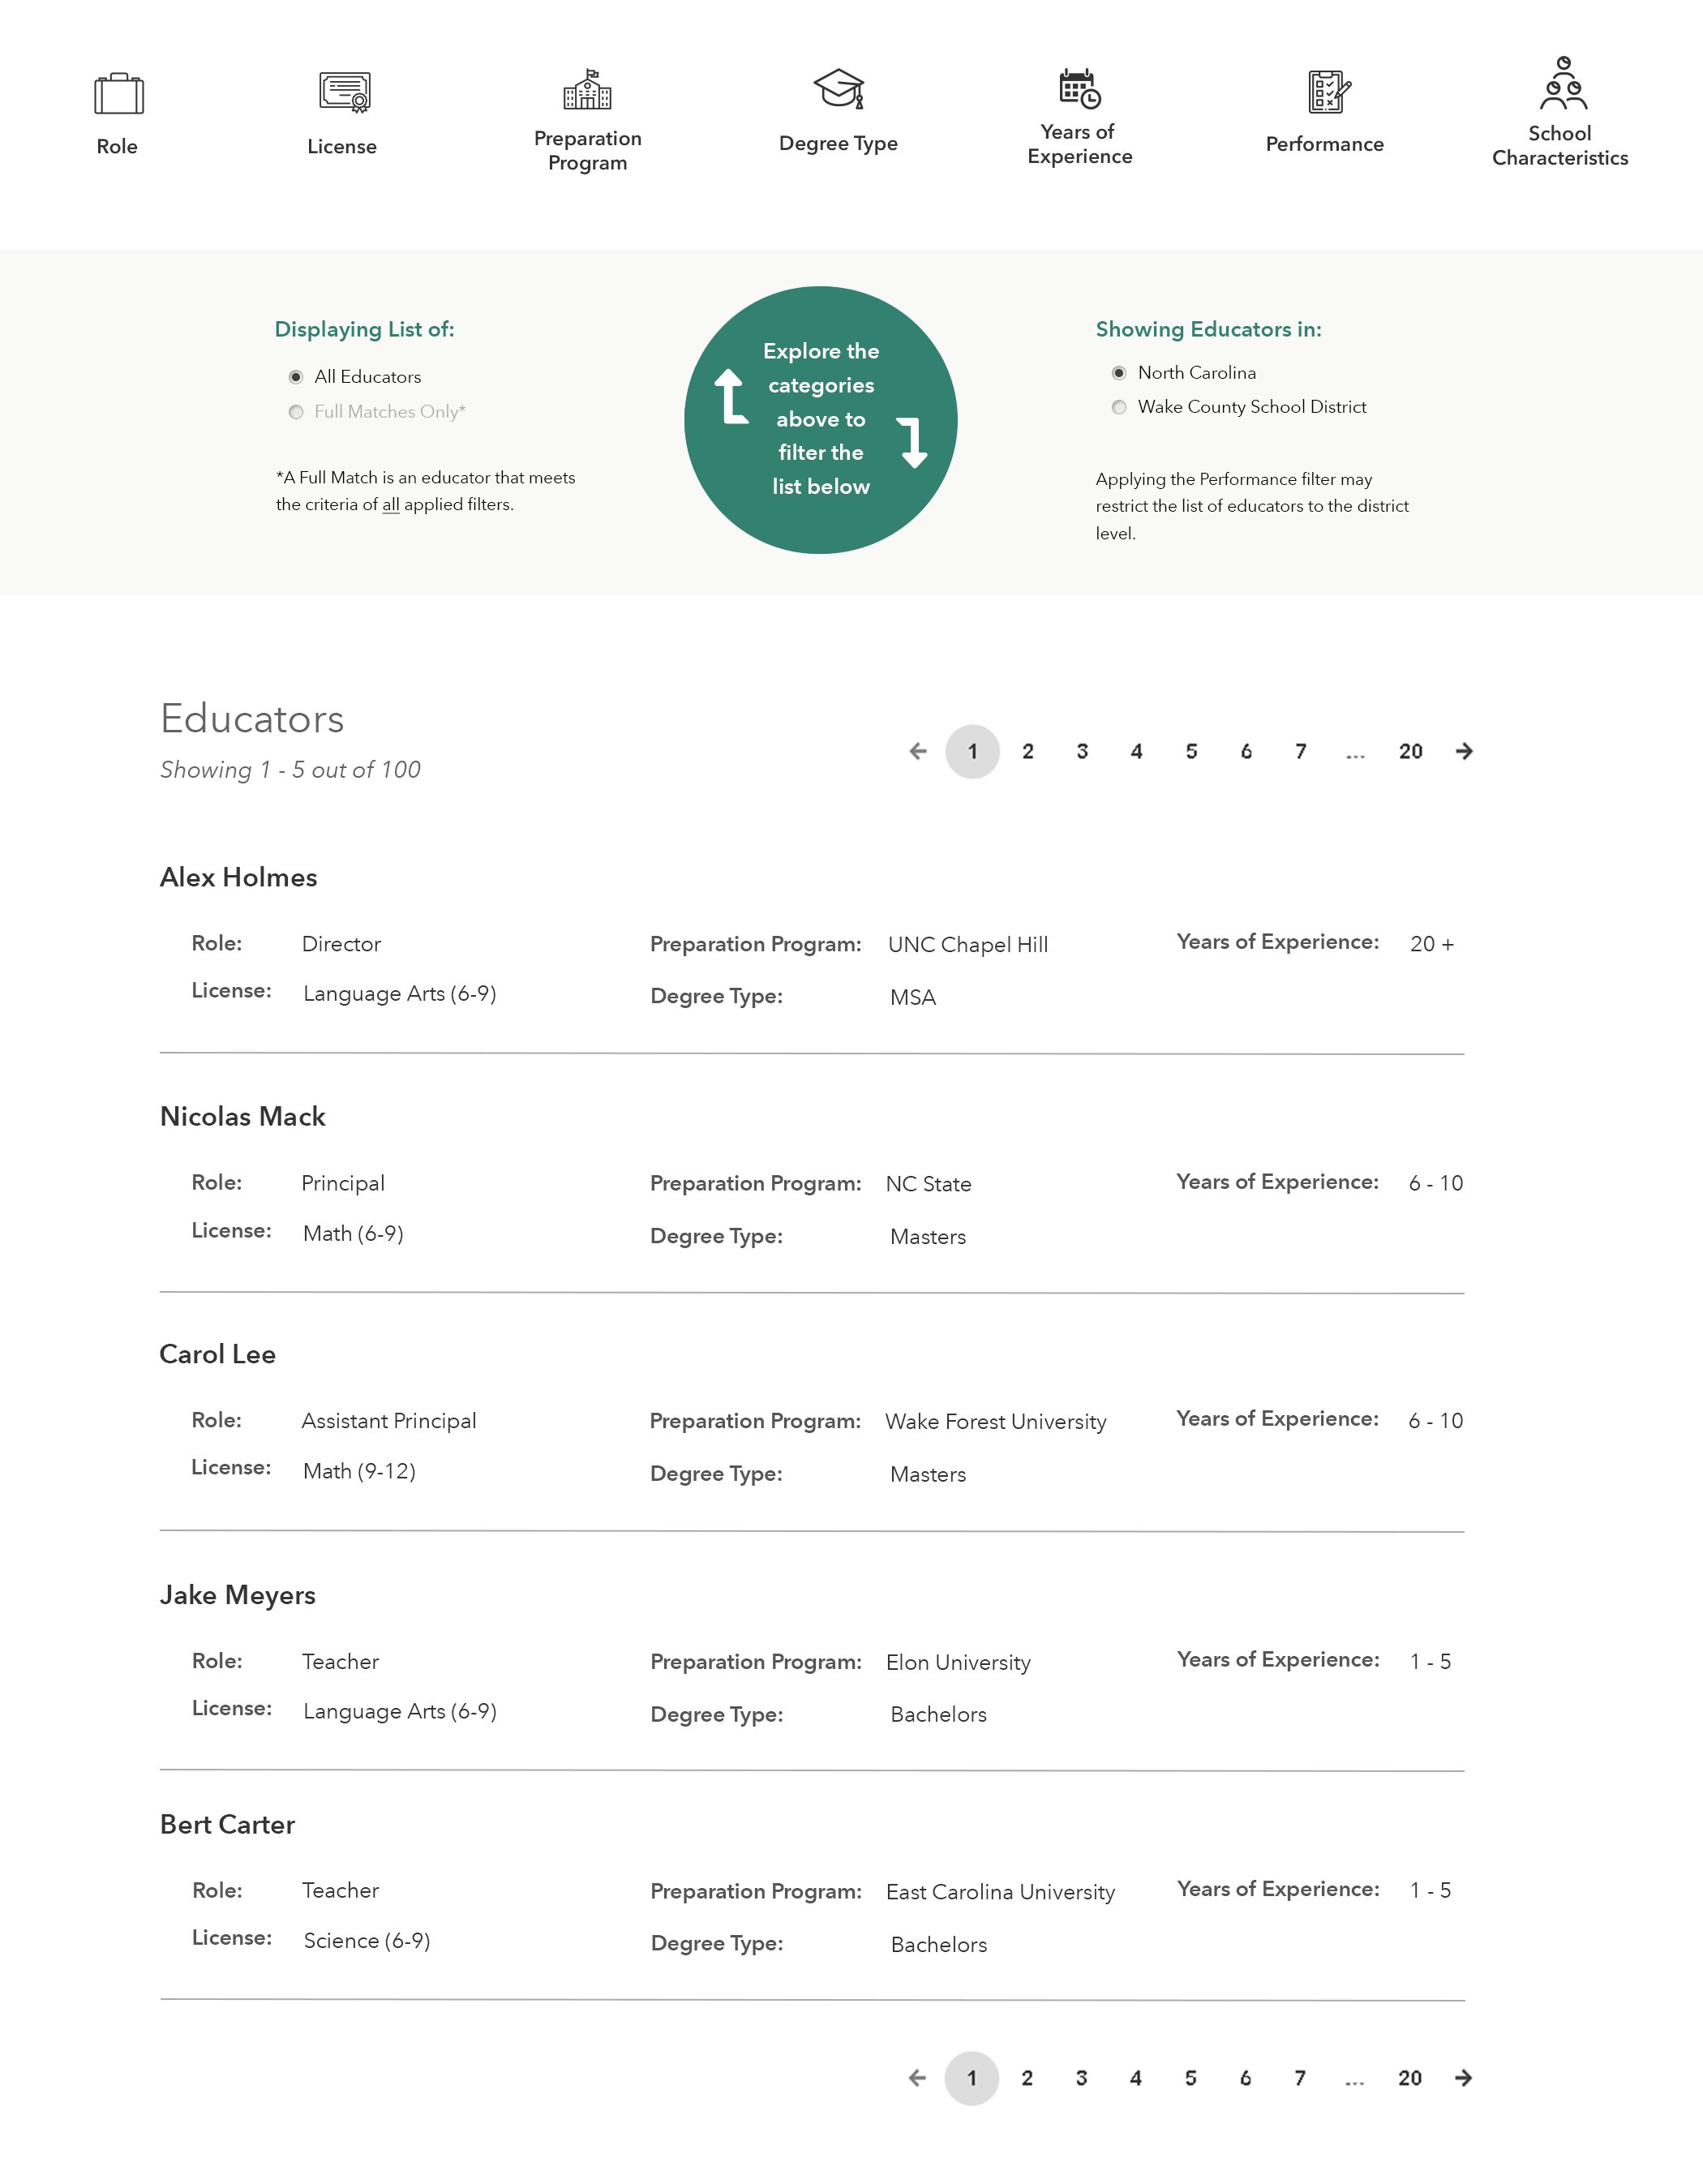 Role
License
Preparation
Program
Degree Type
Years of
Experience
Performance
School
Characteristics
Displaying List of:
All Educators
Full Matches Only*
*A Full Match is an educator that meets
the criteria of all applied filters.
Explore the
categories
above to
filter the
list below
Showing Educators in:
North Carolina
Wake County School District
Applying the Performance filter may
restrict the list of educators to the district
level.
Educators
Showing 1 - 5 out of 100
1 2 3 4 5 6 7 ... 20
Alex Holmes
Role: Director Preparation Program: UNC Chapel Hill Years of Experience: 20 +
License: Language Arts (6-9) Degree Type: MSA
Nicolas Mack
Role: Principal Preparation Program: NC State Years of Experience: 6 - 10
License: Math (6-9) Degree Type: Masters
Carol Lee
Role: Assistant Principal Preparation Program: Wake Forest University Years of Experience: 6 - 10
License: Math (9-12) Degree Type: Masters
Jake Meyers
Role: Teacher Preparation Program: Elon University Years of Experience: 1 - 5
License: Language Arts (6-9) Degree Type: Bachelors
Bert Carter
Role: Teacher Preparation Program: East Carolina University Years of Experience: 1 - 5
License: Science (6-9) Degree Type: Bachelors
1 2 3 4 5 6 7 ... 20